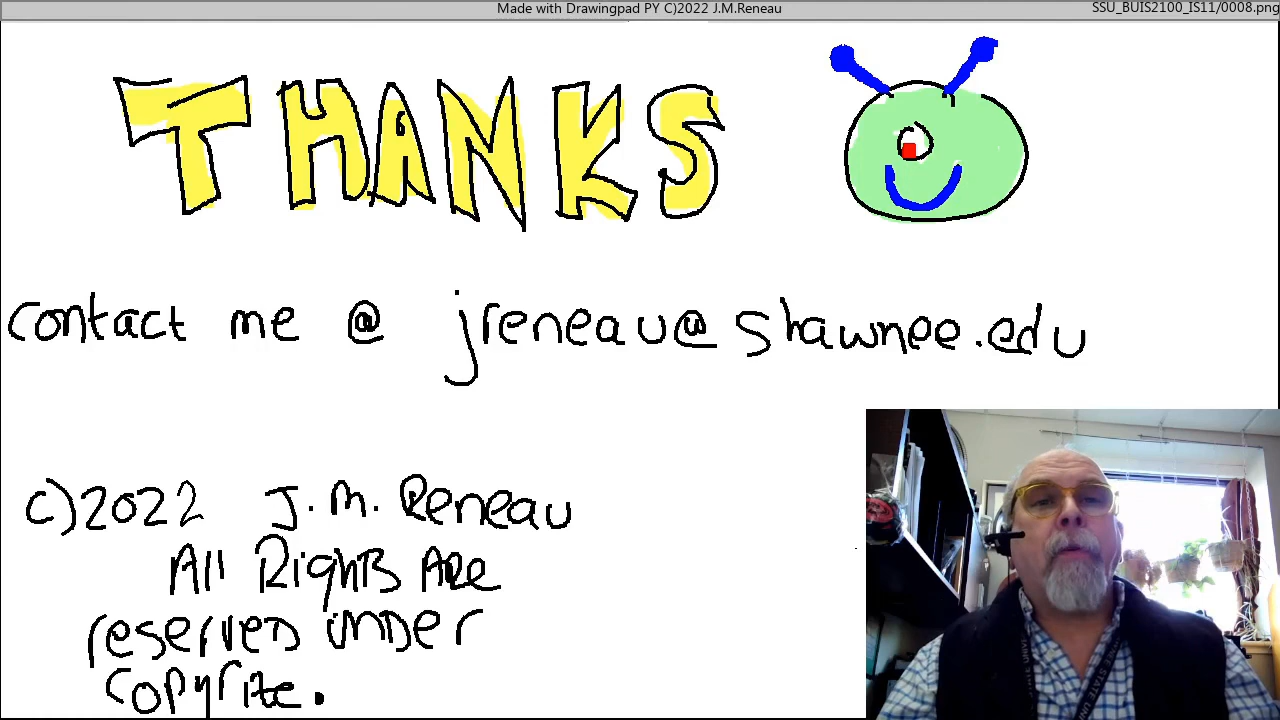 Made with Drawingpad PY C)2022 J.M.Reneau
SSU_BUIS2100_IS11/0008.png
THANKS
contact me @ jreneau@shawnee.edu
C)2022 J.M. Reneau
All Rights Are
reserved under
copyrite.